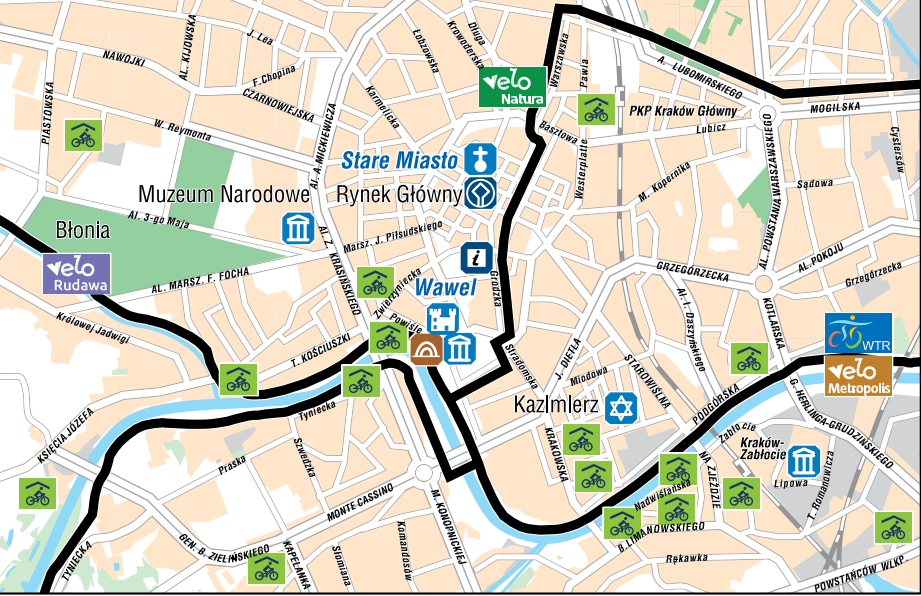 NAWOJKI
AL. KIJOWSKA
J. Lea
F. Chopina
CZARNOWIEJSKA
PIASTOWSKA
W. Reymonta
AL. A. MICKIEWICZA
Karmelicka
Łobzowska
Krowoderska
Długa
velo
Natura
Warszawska
Pawia
A. LUBOMIRSKIEGO
PKP Kraków Główny
MOGILSKA
Lubicz
Basztowa
Westerplatte
Cystersów
Stare Miasto
Rynek Główny
Muzeum Narodowe
M. Kopernika
Sądowa
AL. POWSTANIA WARSZAWSKIEGO
Błonia
Al. 3-go Maja
velo
Rudawa
AL. MARSZ. F. FOCHA
Marsz. J. Piłsudskiego
AL. Z. KRASIŃSKIEGO
i
Grodzka
Wawel
Zwierzyniecka
Powiśle
GRZEGÓRZECKA
AL. POKOJU
Grzegórzecka
Al. I. Daszyńskiego
KOTLARSKA
Królowej Jadwigi
T. KOŚCIUSZKI
Stradomska
J. DIETLA
Miodowa
STAROWIŚLNA
PODGÓRSKA
WTR
velo
Metropolis
G. HERLINGA-GRUDZIŃSKIEGO
KazImIerz
KRAKOWSKA
Tyniecka
KSIĘCIA JÓZEFA
Praska
Szwedzka
MONTE CASSINO
M. KONOPNICKIEJ
Zabłocie
Kraków-
Zabłocie
Lipowa
T. Romanowicza
NA ZJEŹDZIE
Nadwiślańska
B. LIMANOWSKIEGO
Rękawka
POWSTAŃCÓW WLKP.
TYNIECKA
GEN. B. ZIELIŃSKIEGO
KAPELANKA
Słomiana
Komandosów